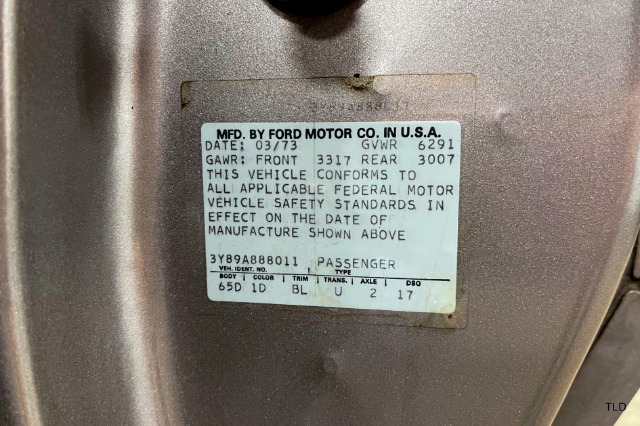 MFD. BY FORD MOTOR CO. IN U.S.A.
DATE: 03/73 GVWR 6291
GAWR: FRONT 3317 REAR 3007
THIS VEHICLE CONFORMS TO
ALL APPLICABLE FEDERAL MOTOR
VEHICLE SAFETY STANDARDS IN
EFFECT ON THE DATE OF
MANUFACTURE SHOWN ABOVE
3Y89A888011 PASSENGER
VEH. IDENT. NO. TYPE
BODY COLOR TRIM TRANS. AXLE DSO
65D 1D BL U 2 17
TLD